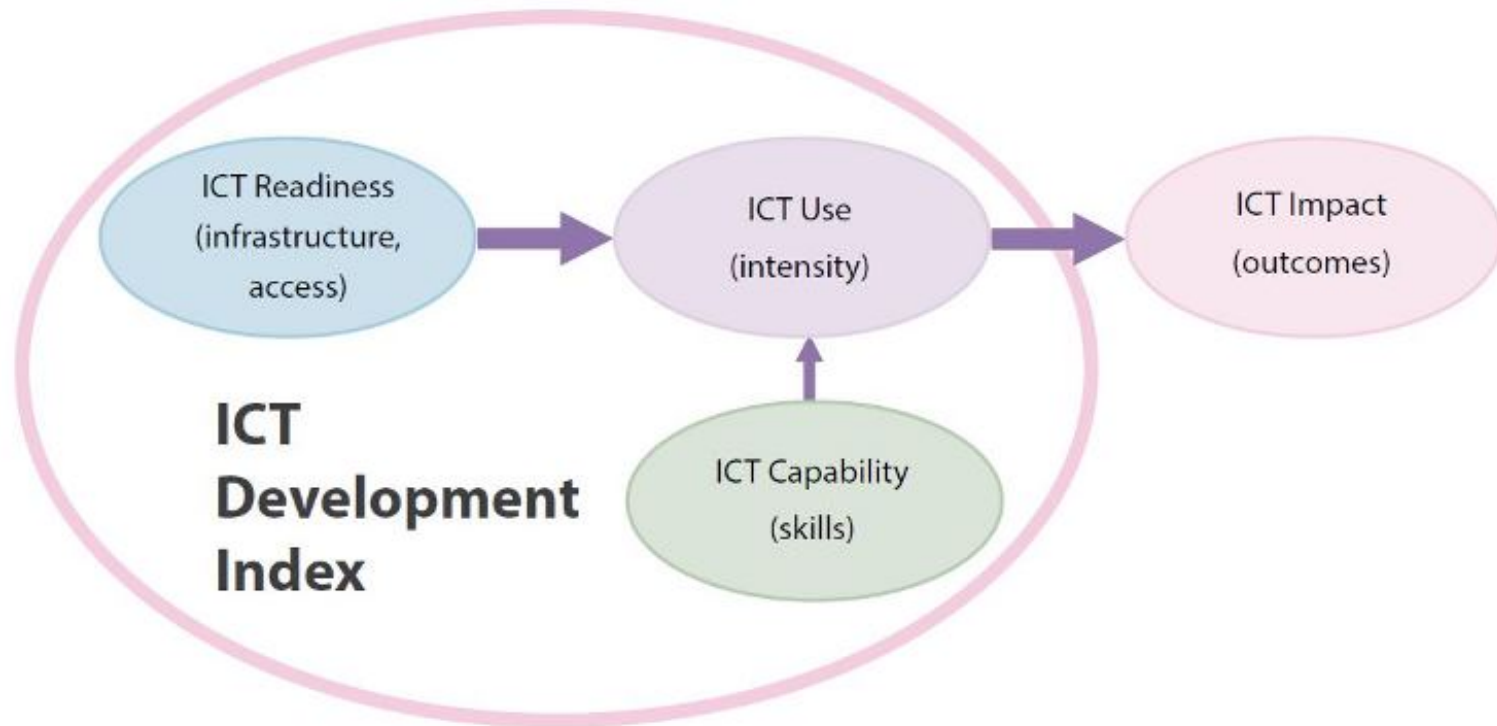 ICT Readiness
(infrastructure,
access)
ICT Use
(intensity)
ICT Impact
(outcomes)
ICT
Development
Index
ICT Capability
(skills)